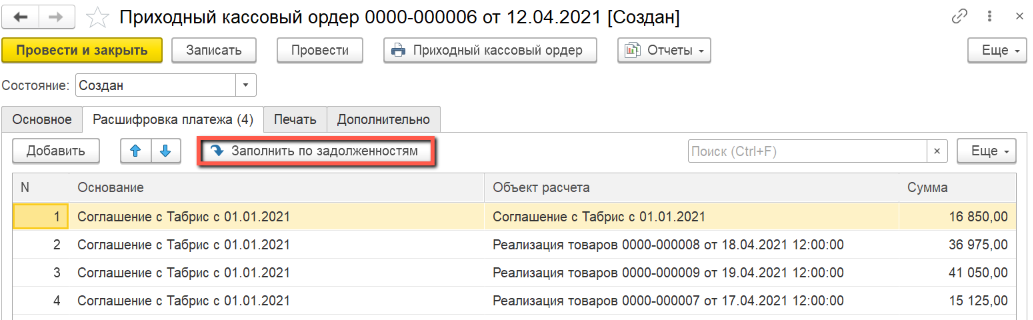 Приходный кассовый ордер 0000-000006 от 12.04.2021 [Создан]
Провести и закрыть Записать Провести Приходный кассовый ордер Отчеты Еще
Состояние: Создан
Основное Расшифровка платежа (4) Печать Дополнительно
Добавить Заполнить по задолженностям Поиск (Ctrl+F) × Еще
N Основание Объект расчета Сумма
1 Соглашение с Табрис с 01.01.2021 Соглашение с Табрис с 01.01.2021 16 850,00
2 Соглашение с Табрис с 01.01.2021 Реализация товаров 0000-000008 от 18.04.2021 12:00:00 36 975,00
3 Соглашение с Табрис с 01.01.2021 Реализация товаров 0000-000009 от 19.04.2021 12:00:00 41 050,00
4 Соглашение с Табрис с 01.01.2021 Реализация товаров 0000-000007 от 17.04.2021 12:00:00 15 125,00